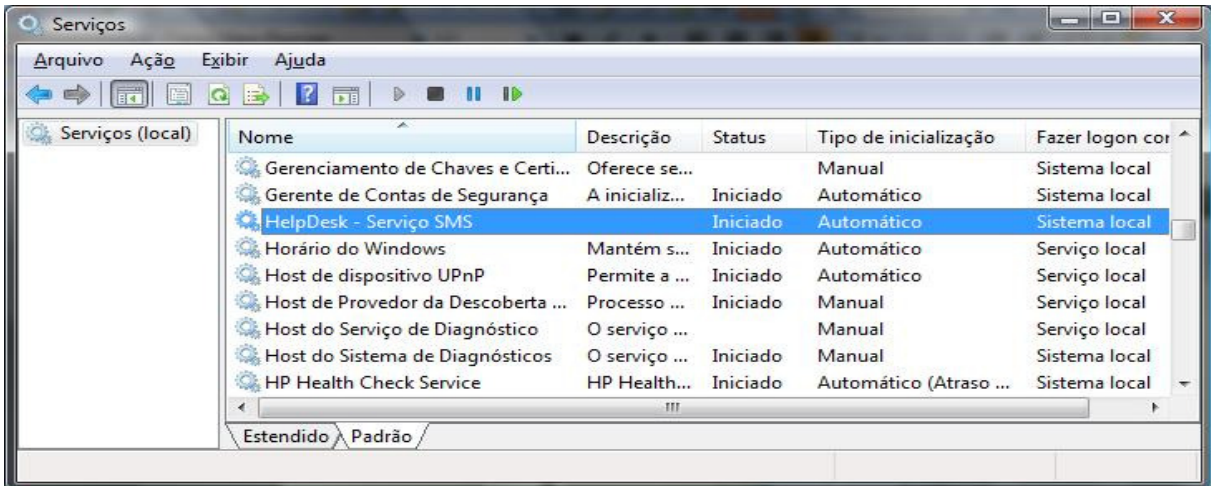 Serviços
Arquivo Ação Exibir Ajuda
Serviços (local)
Nome Descrição Status Tipo de inicialização Fazer logon cor
Gerenciamento de Chaves e Certi... Oferece se... Manual Sistema local
Gerente de Contas de Segurança A inicializ... Iniciado Automático Sistema local
HelpDesk - Serviço SMS Iniciado Automático Sistema local
Horário do Windows Mantém s... Iniciado Automático Serviço local
Host de dispositivo UPnP Permite a ... Iniciado Automático Serviço local
Host de Provedor da Descoberta ... Processo ... Iniciado Manual Serviço local
Host do Serviço de Diagnóstico O serviço ... Manual Serviço local
Host do Sistema de Diagnósticos O serviço ... Iniciado Manual Sistema local
HP Health Check Service HP Health... Iniciado Automático (Atraso ... Sistema local
Estendido Padrão